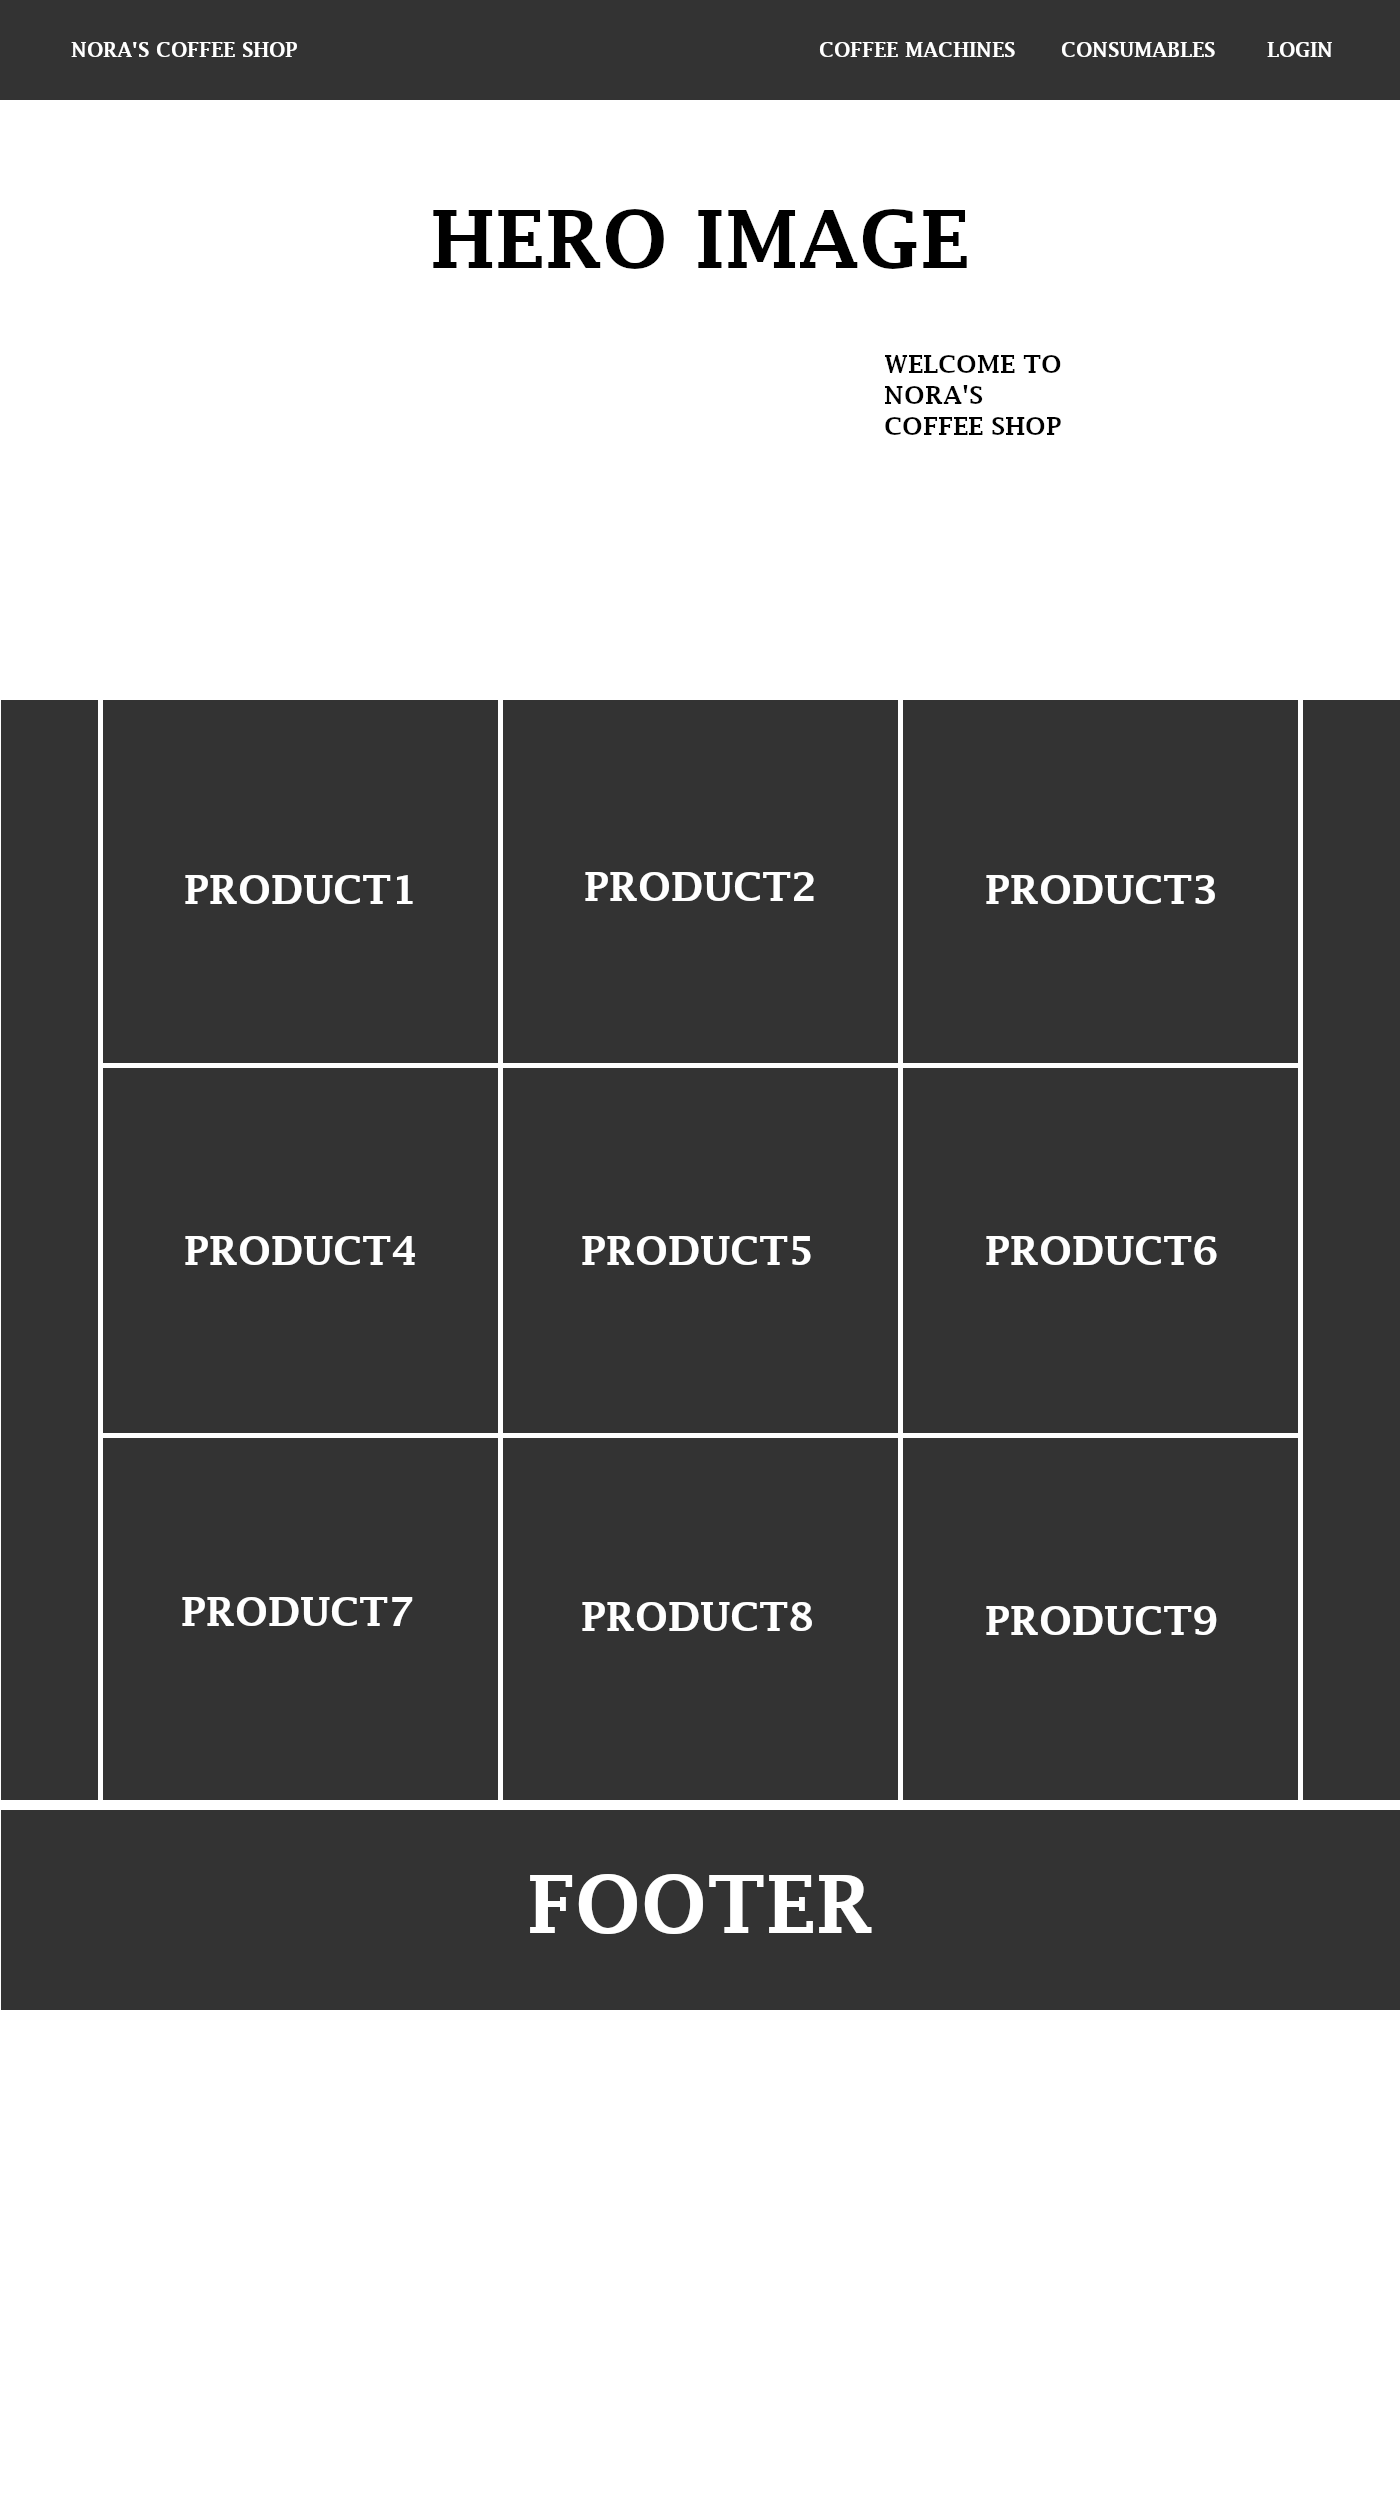 NORA'S COFFEE SHOP
COFFEE MACHINES
CONSUMABLES
LOGIN
HERO IMAGE
WELCOME TO
NORA'S
COFFEE SHOP
PRODUCT1
PRODUCT2
PRODUCT3
PRODUCT4
PRODUCT5
PRODUCT6
PRODUCT7
PRODUCT8
PRODUCT9
FOOTER